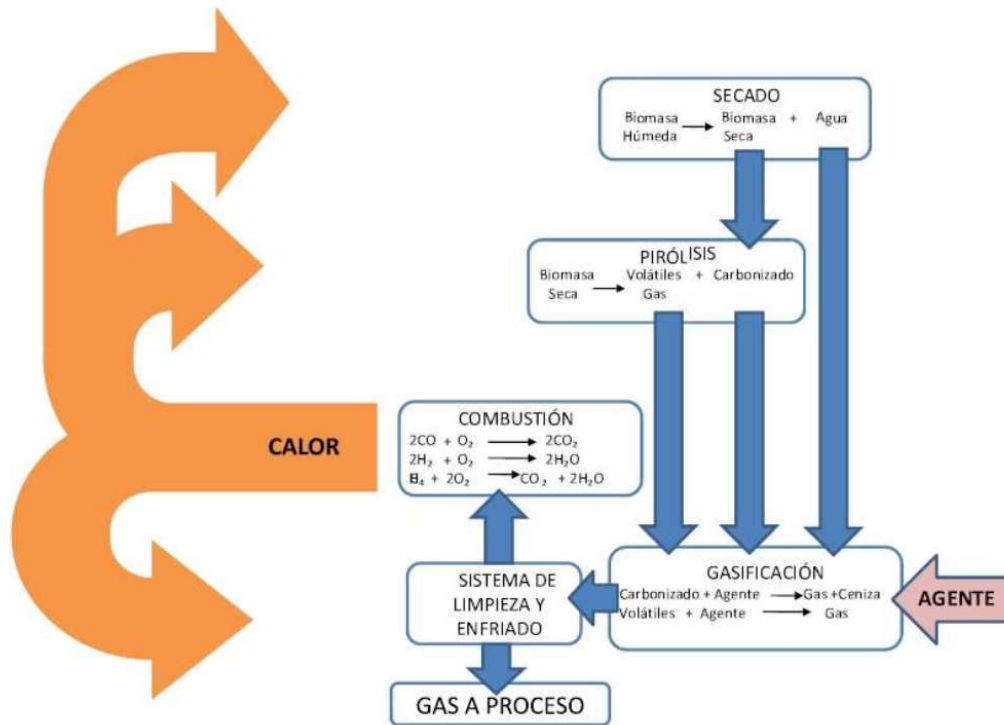 SECADO
Biomasa → Biomasa + Agua
Húmeda Seca
PIRÓLISIS
Biomasa → Volátiles + Carbonizado
Seca Gas
COMBUSTIÓN
2CO + O₂ → 2CO₂
2H₂ + O₂ → 2H₂O
H₄ + 2O₂ → CO₂ + 2H₂O
CALOR
GASIFICACIÓN
Carbonizado + Agente → Gas + Ceniza
Volátiles + Agente → Gas
AGENTE
SISTEMA DE
LIMPIEZA Y
ENFRIADO
GAS A PROCESO